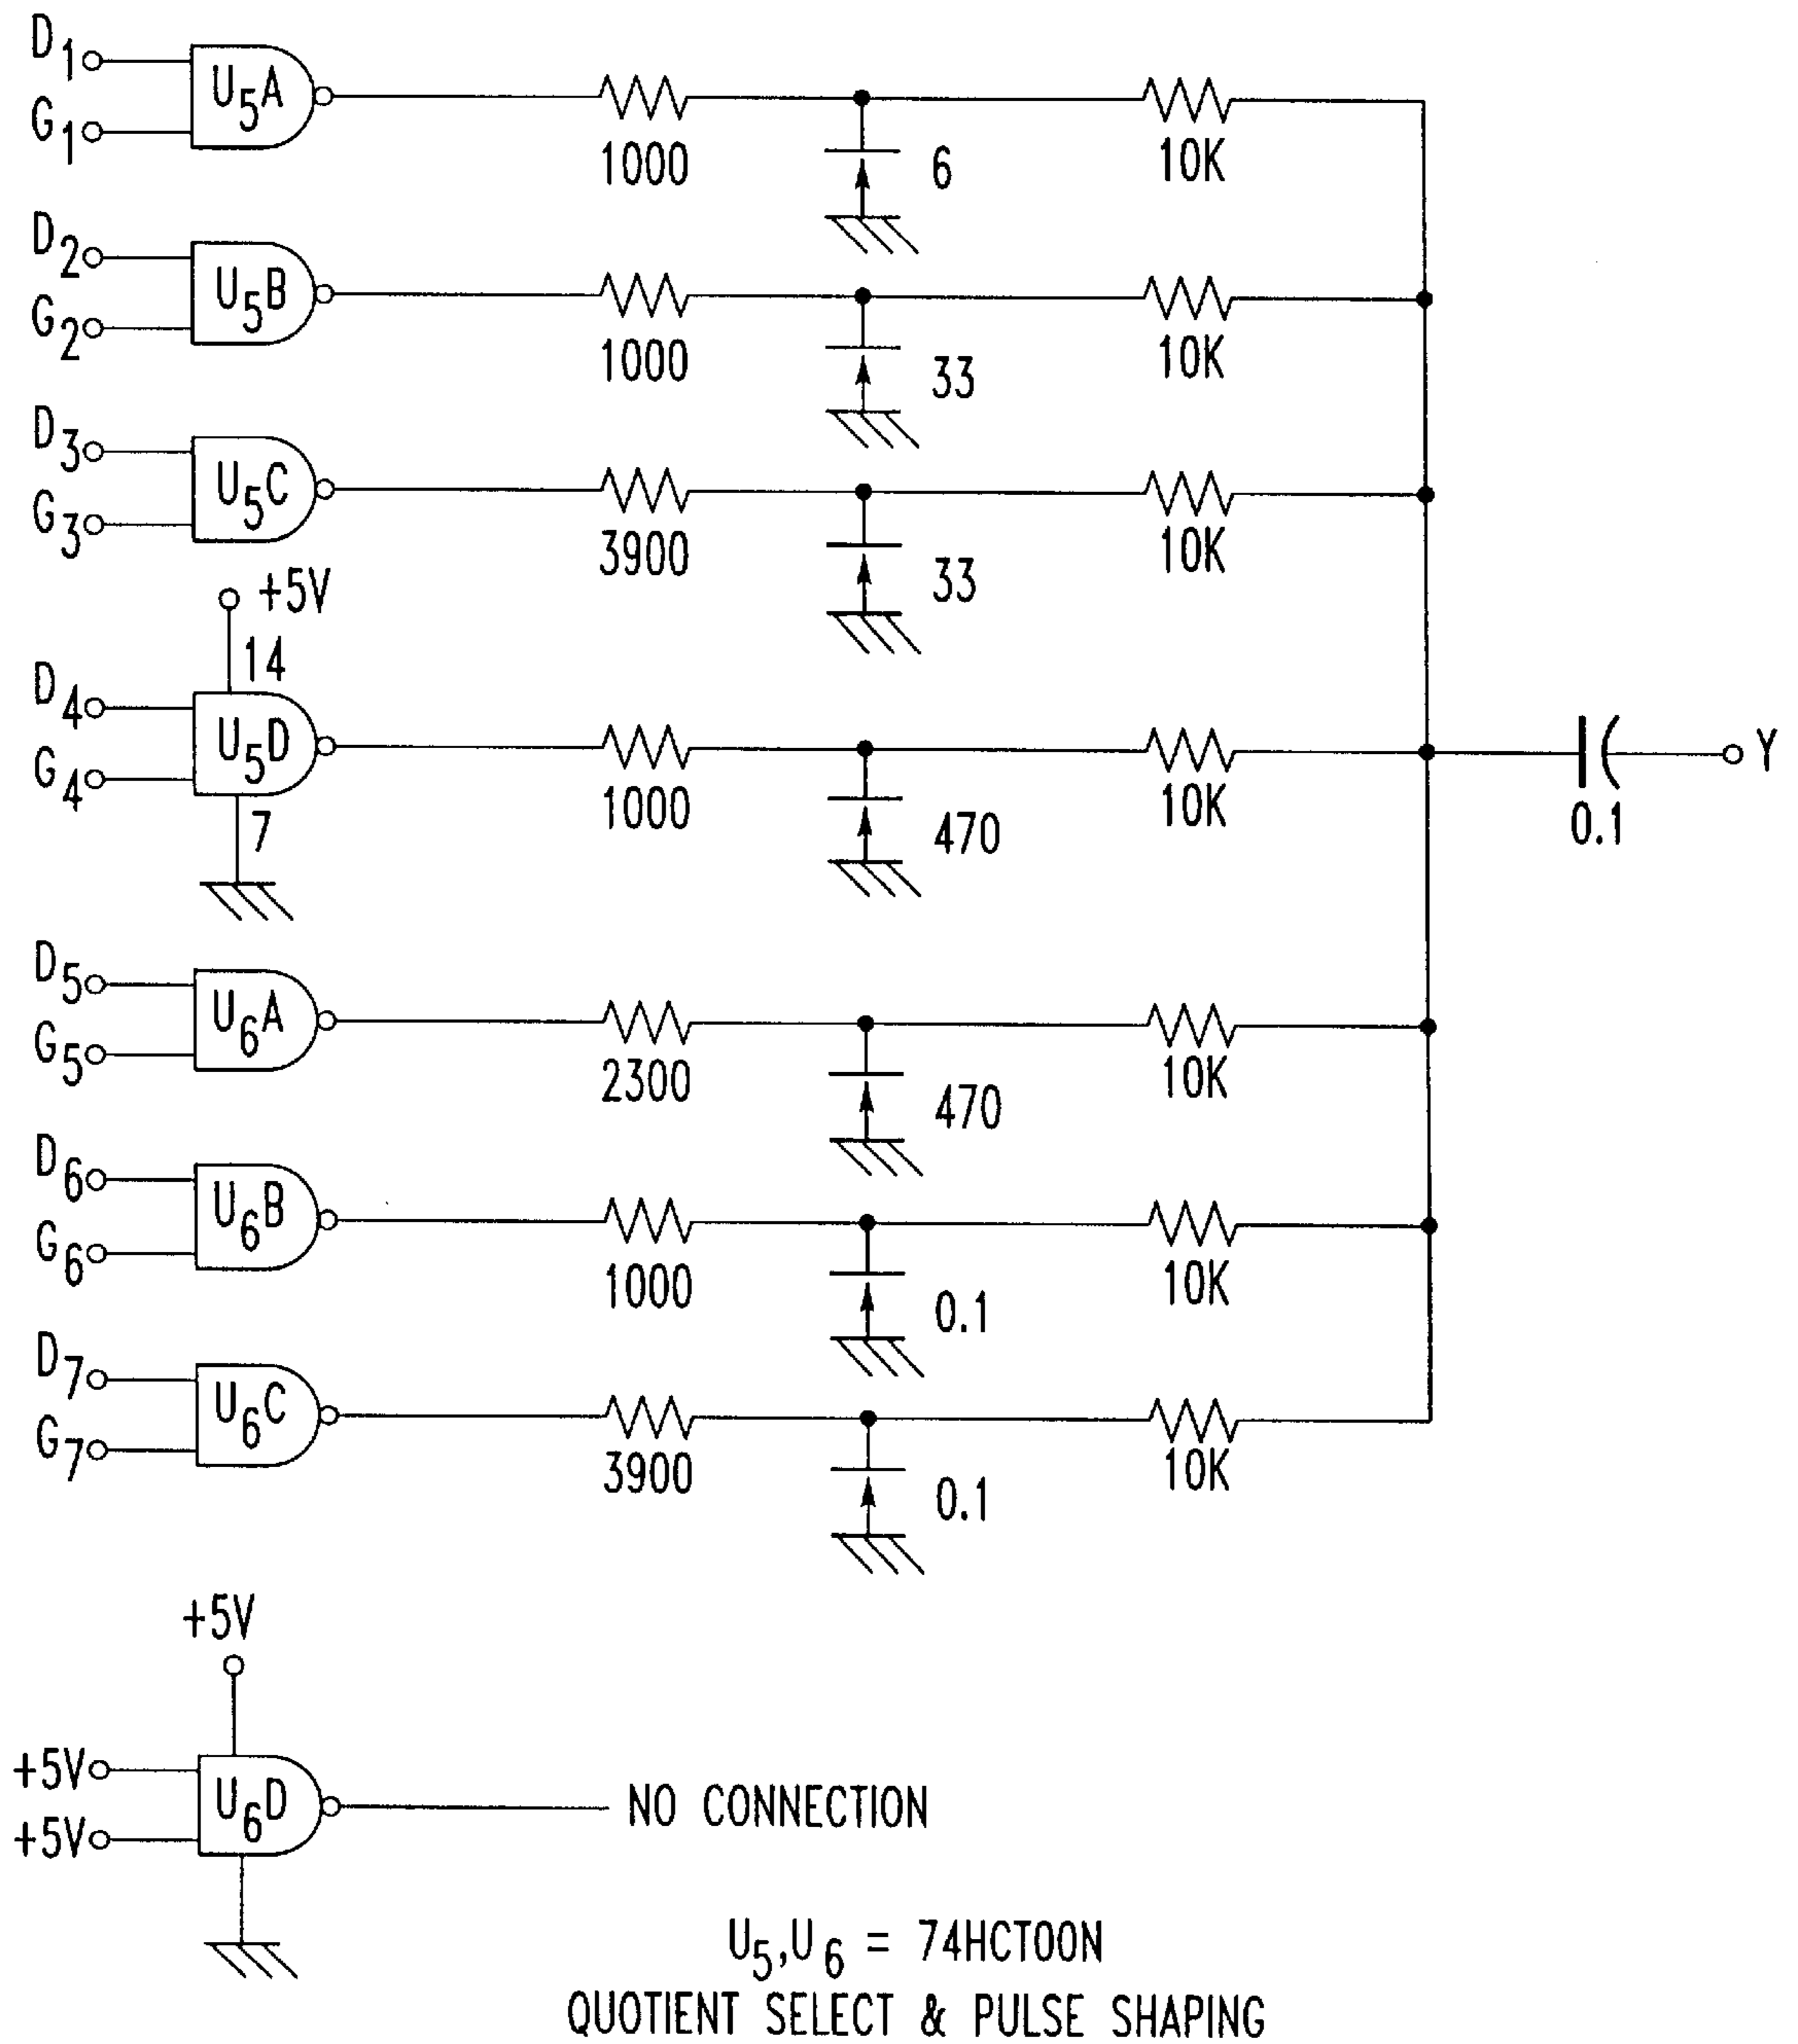 D1
G1
U5A
1000
6
10K
D2
G2
U5B
1000
33
10K
D3
G3
U5C
3900
33
10K
+5V
14
D4
G4
U5D
7
1000
470
10K
0.1
Y
D5
G5
U6A
2300
470
10K
D6
G6
U6B
1000
0.1
10K
D7
G7
U6C
3900
0.1
10K
+5V
+5V
+5V
U6D
NO CONNECTION
U5,U6 = 74HCT00N
QUOTIENT SELECT & PULSE SHAPING